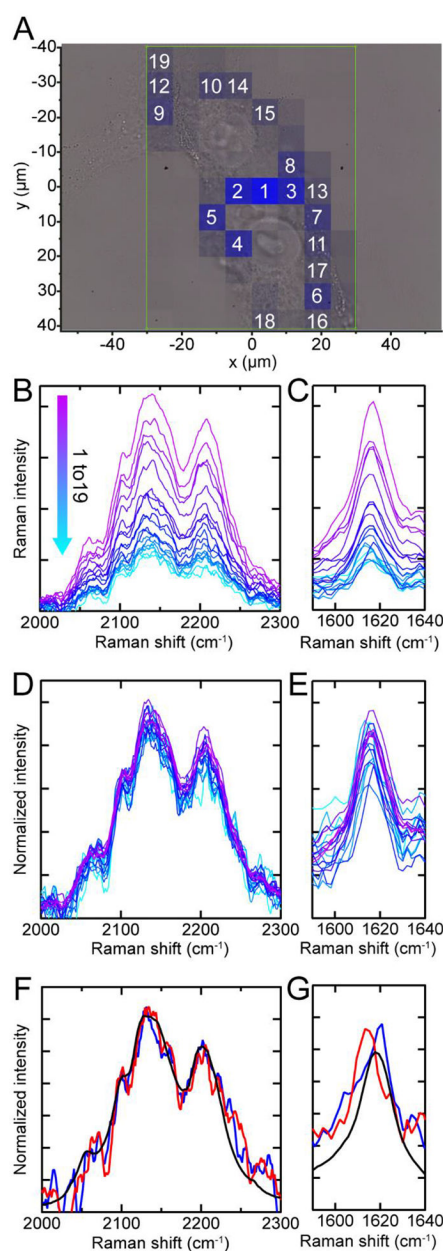 A
-40
-30
-20
-10
0
10
20
30
40
y (µm)
19
12 10 14
9 15
8
2 1 3 13
5 7
4 11
17
6
18 16
-40 -20 0 20 40
x (µm)
B C
1 to19
Raman intensity
2000 2100 2200 2300 1600 1620 1640
Raman shift (cm⁻¹) Raman shift (cm⁻¹)
D E
Normalized intensity
2000 2100 2200 2300 1600 1620 1640
Raman shift (cm⁻¹) Raman shift (cm⁻¹)
F G
Normalized intensity
2000 2100 2200 2300 1600 1620 1640
Raman shift (cm⁻¹) Raman shift (cm⁻¹)